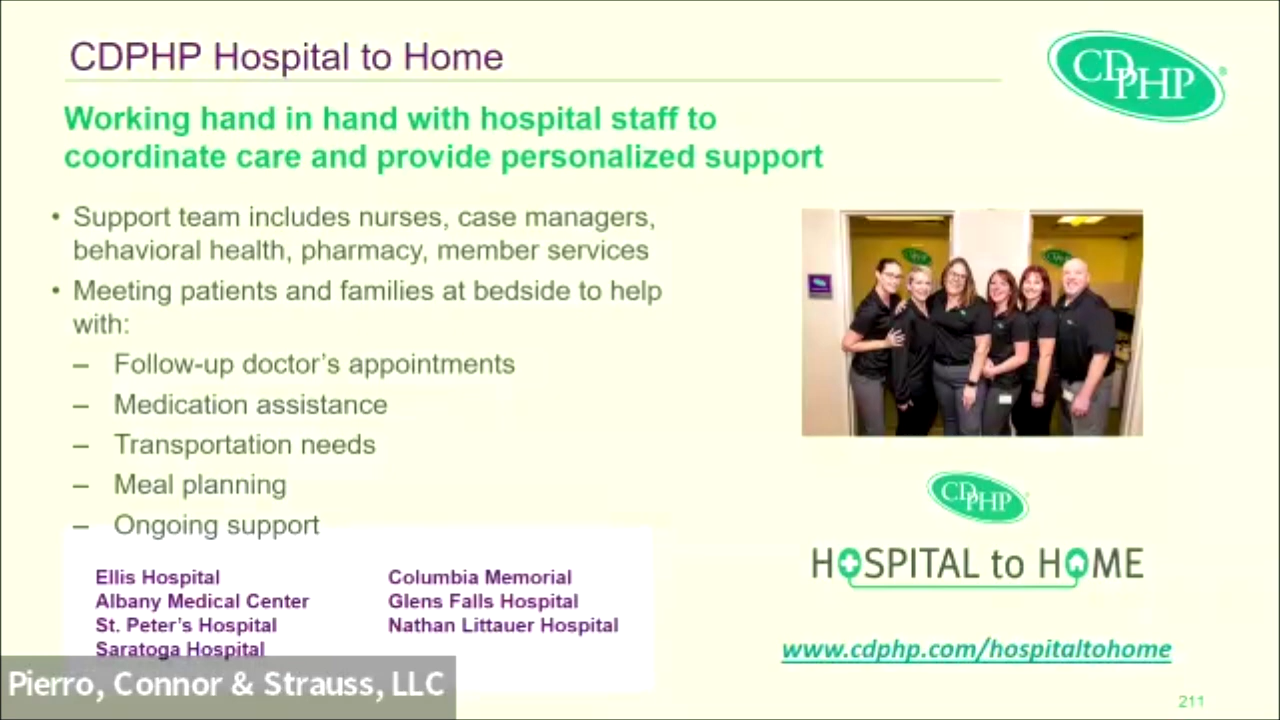 CDPHP Hospital to Home
CDPHP
Working hand in hand with hospital staff to
coordinate care and provide personalized support
• Support team includes nurses, case managers,
behavioral health, pharmacy, member services
• Meeting patients and families at bedside to help
with:
– Follow-up doctor’s appointments
– Medication assistance
– Transportation needs
– Meal planning
– Ongoing support
Ellis Hospital
Albany Medical Center
St. Peter’s Hospital
Saratoga Hospital
Columbia Memorial
Glens Falls Hospital
Nathan Littauer Hospital
CDPHP
HOSPITAL to HOME
www.cdphp.com/hospitaltohome
Pierro, Connor & Strauss, LLC
211